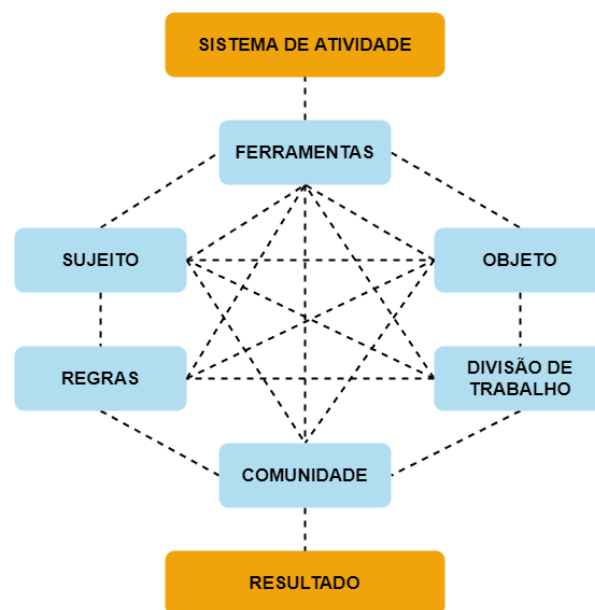 SISTEMA DE ATIVIDADE
FERRAMENTAS
SUJEITO
OBJETO
REGRAS
DIVISÃO DE
TRABALHO
COMUNIDADE
RESULTADO